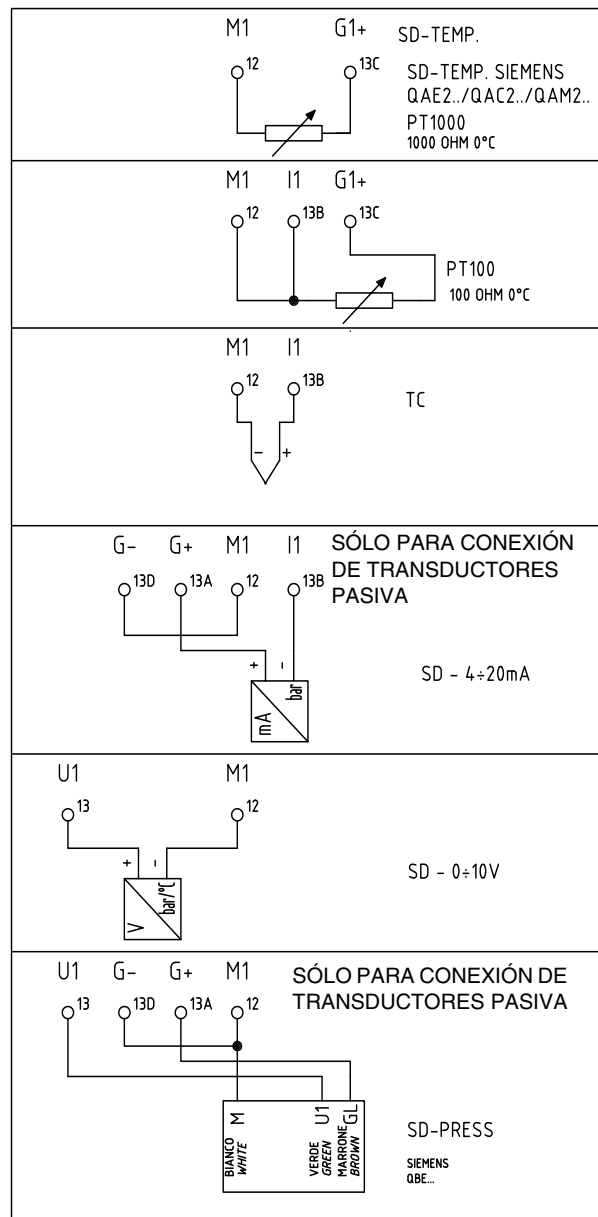 M1 G1+ SD-TEMP.
12 13C SD-TEMP. SIEMENS
QAE2../QAC2../QAM2..
PT1000
1000 OHM 0°C
M1 I1 G1+
12 13B 13C
PT100
100 OHM 0°C
M1 I1
12 13B
TC
- +
G- G+ M1 I1 SÓLO PARA CONEXIÓN
DE TRANSDUCTORES
13D 13A 12 13B PASIVA
+ -
mA bar
SD - 4÷20mA
U1 M1
13 12
+ -
V bar/°C
SD - 0÷10V
U1 G- G+ M1 SÓLO PARA CONEXIÓN DE
13 13D 13A 12 TRANSDUCTORES PASIVA
M U1 GL
BIANCO VERDE MARRONE
WHITE GREEN BROWN
SD-PRESS
SIEMENS
QBE...